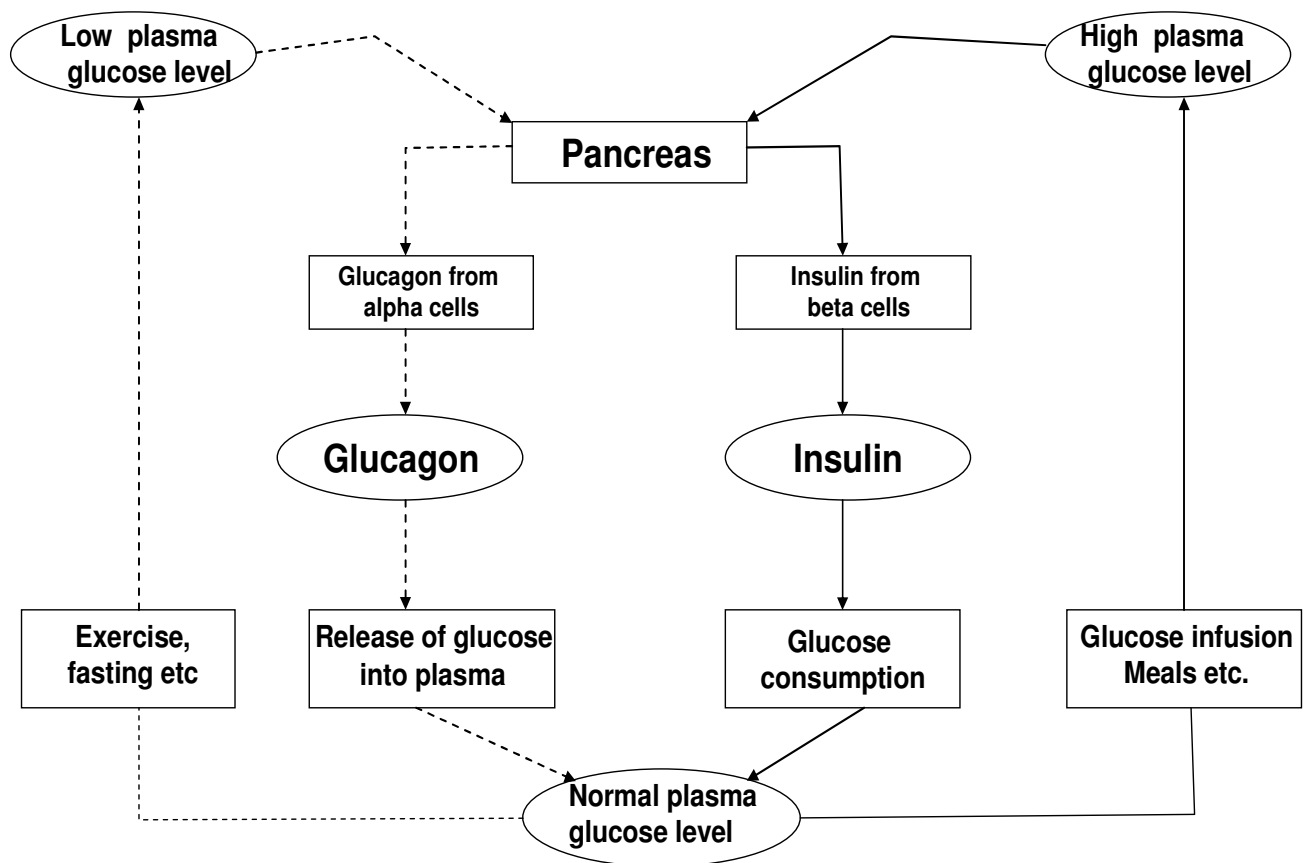 Low plasma
glucose level
High plasma
glucose level
Pancreas
Glucagon from
alpha cells
Insulin from
beta cells
Glucagon
Insulin
Exercise,
fasting etc
Release of glucose
into plasma
Glucose
consumption
Glucose infusion
Meals etc.
Normal plasma
glucose level